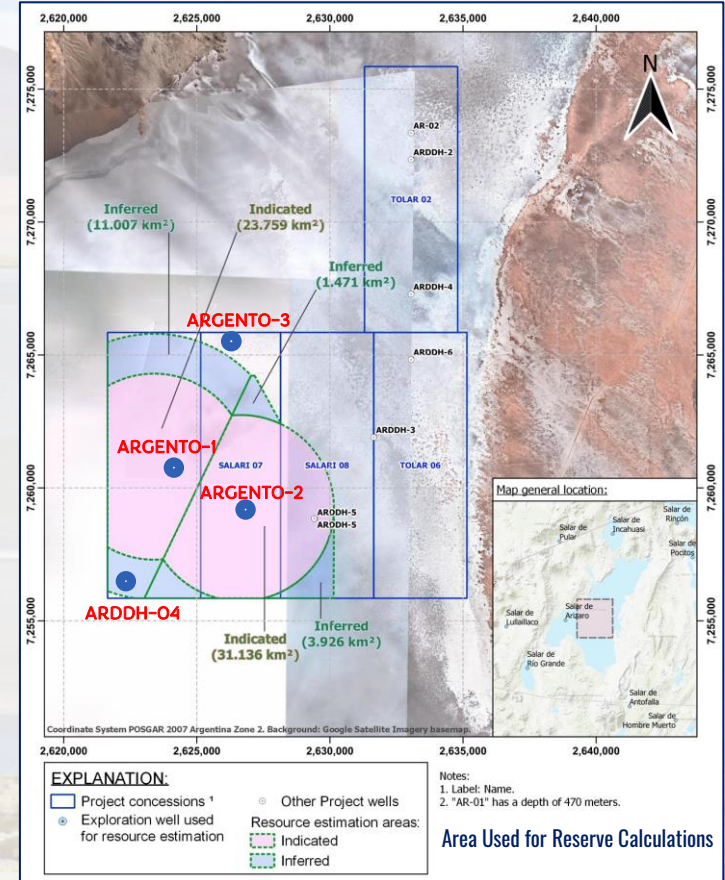 2,620,000
2,625,000
2,630,000
2,635,000
2,640,000
7,275,000
7,275,000
N
AR-02
ARDDH-2
TOLAR 02
7,270,000
7,270,000
Inferred
(11.007 km²)
Indicated
(23.759 km²)
Inferred
(1.471 km²)
ARDDH-4
ARGENTO-3
7,265,000
7,265,000
ARDDH-6
ARDDH-3
ARGENTO-1
SALARI 07
SALARI 08
TOLAR 06
7,260,000
7,260,000
ARGENTO-2
ARDDH-5
ARDDH-5
ARDDH-04
7,255,000
7,255,000
Indicated
(31.136 km²)
Inferred
(3.926 km²)
Map general location:
Salar de
Rincón
Salar de
Pular
Salar de
Incahuasi
Salar de
Pocitos
Salar de
Arizaro
Salar de
Llullaillaco
Salar de
Río Grande
Salar de
Antofalla
Salar de
Hombre Muerto
Coordinate System POSGAR 2007 Argentina Zone 2. Background: Google Satellite Imagery basemap.
2,620,000
2,625,000
2,630,000
2,635,000
2,640,000
EXPLANATION:
Project concessions ¹
Exploration well used
for resource estimation
Other Project wells
Resource estimation areas:
Indicated
Inferred
Notes:
1. Label: Name.
2. "AR-01" has a depth of 470 meters.
Area Used for Reserve Calculations